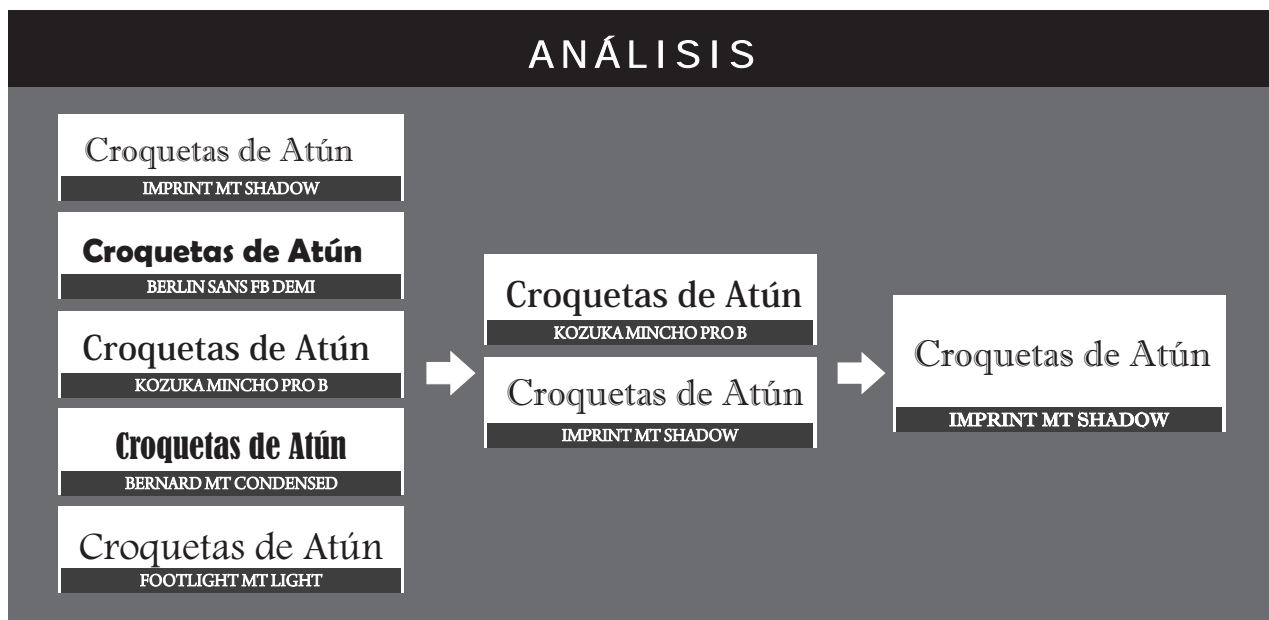 ANÁLISIS
Croquetas de Atún
IMPRINT MT SHADOW
Croquetas de Atún
BERLIN SANS FB DEMI
Croquetas de Atún
KOZUKA MINCHO PRO B
Croquetas de Atún
BERNARD MT CONDENSED
Croquetas de Atún
FOOTLIGHT MT LIGHT
Croquetas de Atún
KOZUKA MINCHO PRO B
Croquetas de Atún
IMPRINT MT SHADOW
Croquetas de Atún
IMPRINT MT SHADOW